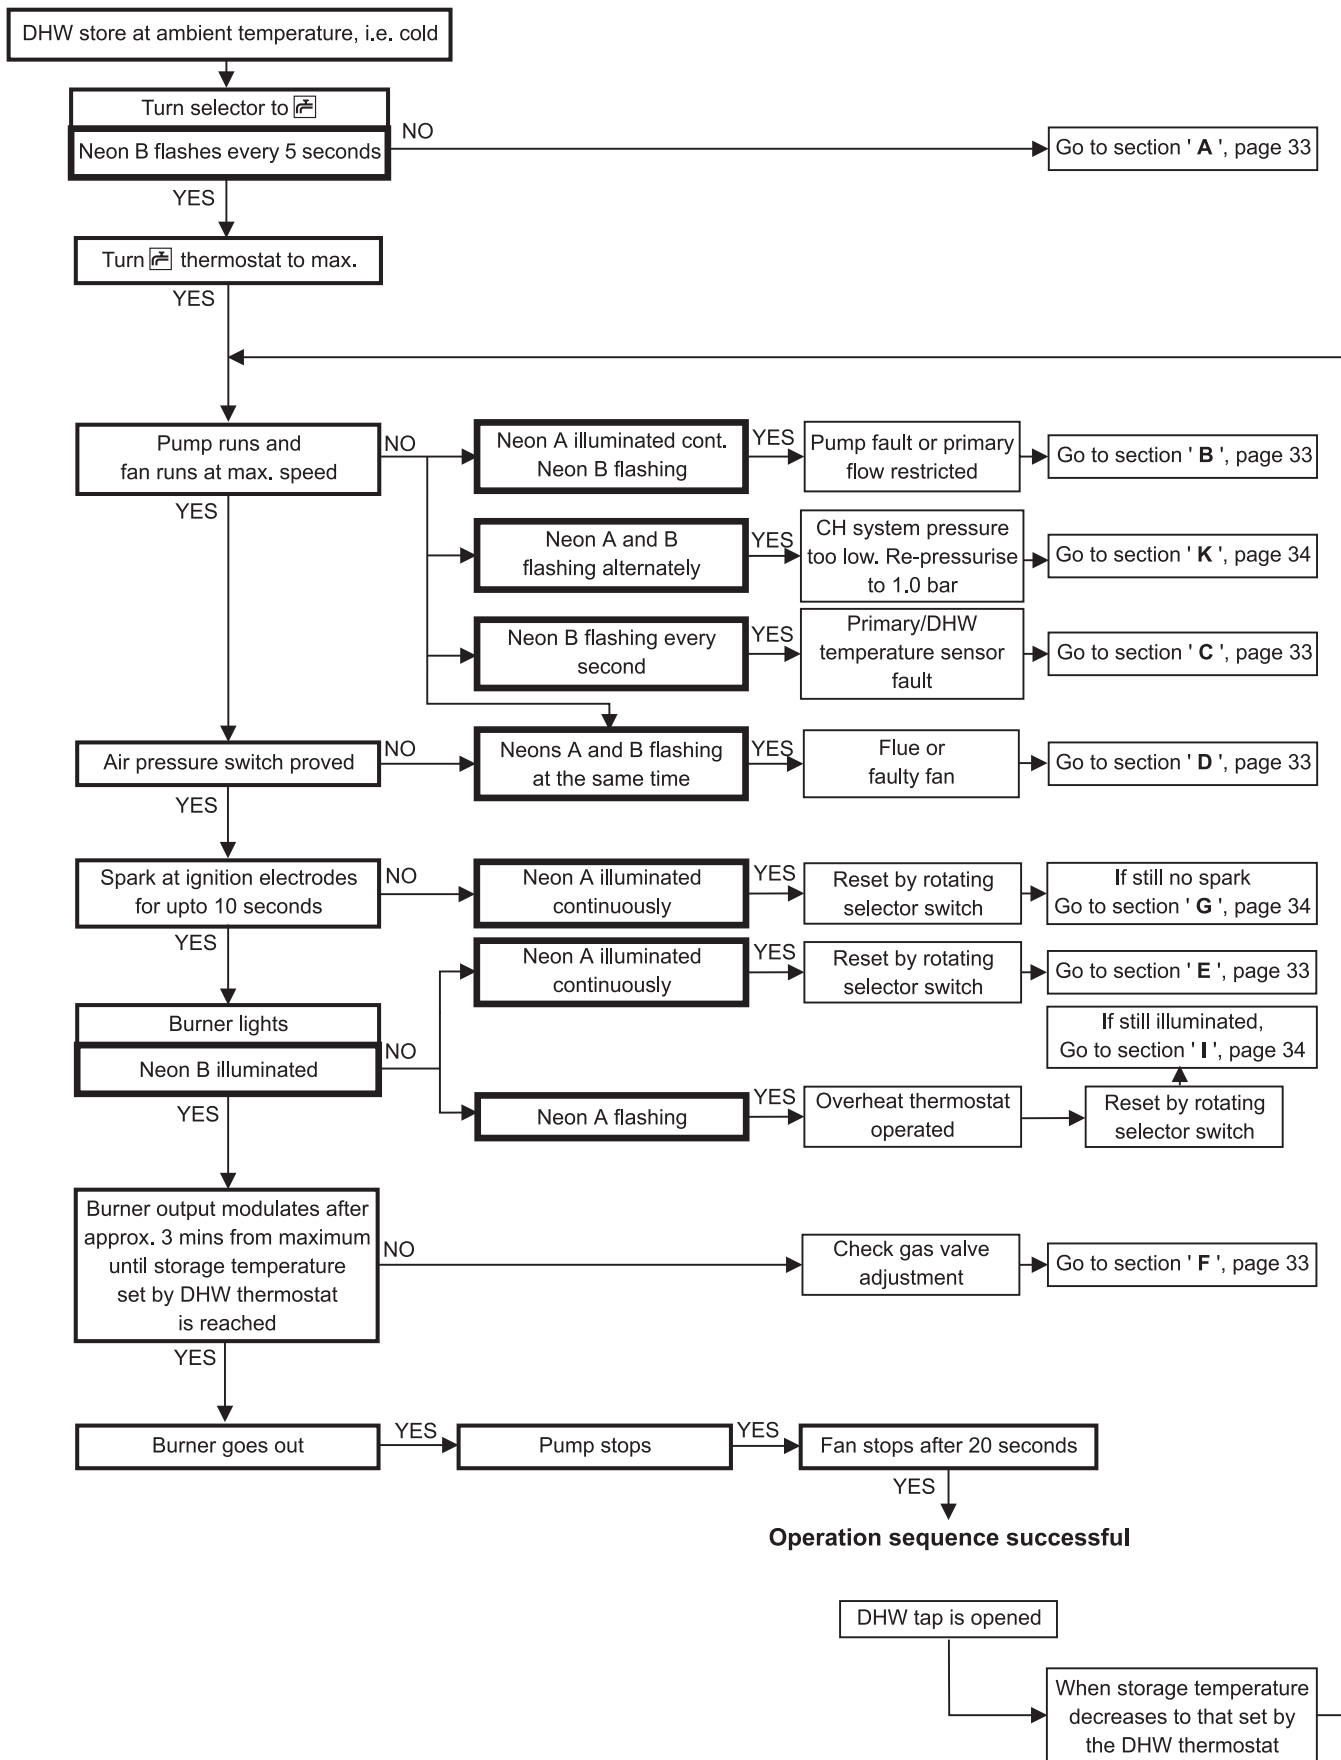 DHW store at ambient temperature, i.e. cold
Turn selector to
Neon B flashes every 5 seconds
NO
Go to section ' A ', page 33
YES
Turn thermostat to max.
YES
Pump runs and
fan runs at max. speed
NO
Neon A illuminated cont.
Neon B flashing
YES
Pump fault or primary
flow restricted
Go to section ' B ', page 33
YES
Neon A and B
flashing alternately
YES
CH system pressure
too low. Re-pressurise
to 1.0 bar
Go to section ' K ', page 34
Neon B flashing every
second
YES
Primary/DHW
temperature sensor
fault
Go to section ' C ', page 33
Air pressure switch proved
NO
Neons A and B flashing
at the same time
YES
Flue or
faulty fan
Go to section ' D ', page 33
YES
Spark at ignition electrodes
for upto 10 seconds
NO
Neon A illuminated
continuously
YES
Reset by rotating
selector switch
If still no spark
Go to section ' G ', page 34
YES
Neon A illuminated
continuously
YES
Reset by rotating
selector switch
Go to section ' E ', page 33
Burner lights
Neon B illuminated
NO
If still illuminated,
Go to section ' I ', page 34
YES
Neon A flashing
YES
Overheat thermostat
operated
Reset by rotating
selector switch
Burner output modulates after
approx. 3 mins from maximum
until storage temperature
set by DHW thermostat
is reached
NO
Check gas valve
adjustment
Go to section ' F ', page 33
YES
Burner goes out
YES
Pump stops
YES
Fan stops after 20 seconds
YES
Operation sequence successful
DHW tap is opened
When storage temperature
decreases to that set by
the DHW thermostat